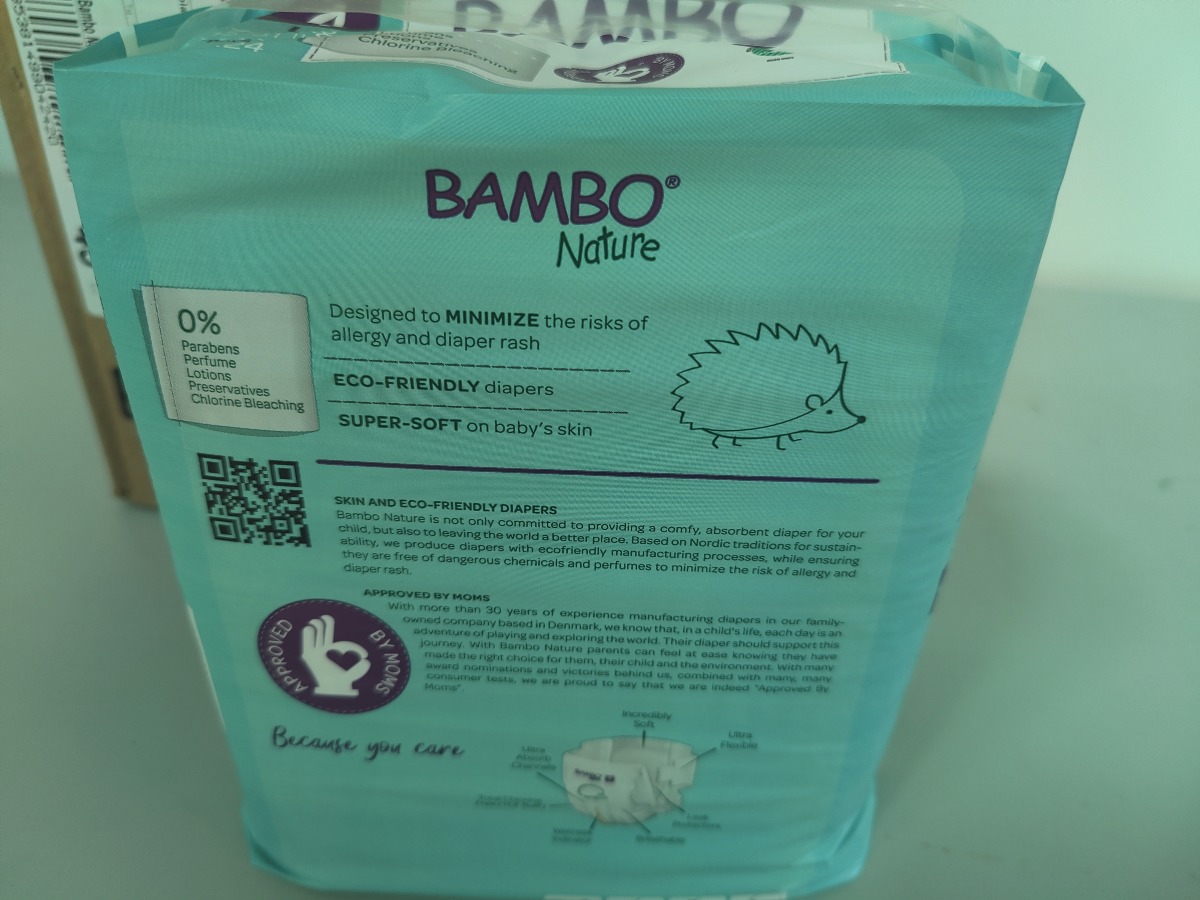 BAMBO
Preservatives
Chlorine Bleaching
BY MOMS
BAMBO®
Nature
0%
Parabens
Perfume
Lotions
Preservatives
Chlorine Bleaching
Designed to MINIMIZE the risks of
allergy and diaper rash
ECO-FRIENDLY diapers
SUPER-SOFT on baby's skin
SKIN AND ECO-FRIENDLY DIAPERS
Bambo Nature is not only committed to providing a comfy, absorbent diaper for your
child, but also to leaving the world a better place. Based on Nordic traditions for sustain-
ability, we produce diapers with ecofriendly manufacturing processes, while ensuring
they are free of dangerous chemicals and perfumes to minimize the risk of allergy and
diaper rash.
APPROVED BY MOMS
With more than 30 years of experience manufacturing diapers in our family-
owned company based in Denmark, we know that, in a child's life, each day is an
adventure of playing and exploring the world. Their diaper should support this
journey. With Bambo Nature parents can feel at ease knowing they have
made the right choice for them, their child and the environment. With many
award nominations and victories behind us, combined with many, many
consumer tests, we are proud to say that we are indeed "Approved By
Moms".
APPROVED BY MOMS
Because you care
Incredibly
Soft
Ultra
Flexible
Ultra
Absorb
Channels
BAMBO
Leak
Wetness
Indicator
Breathable